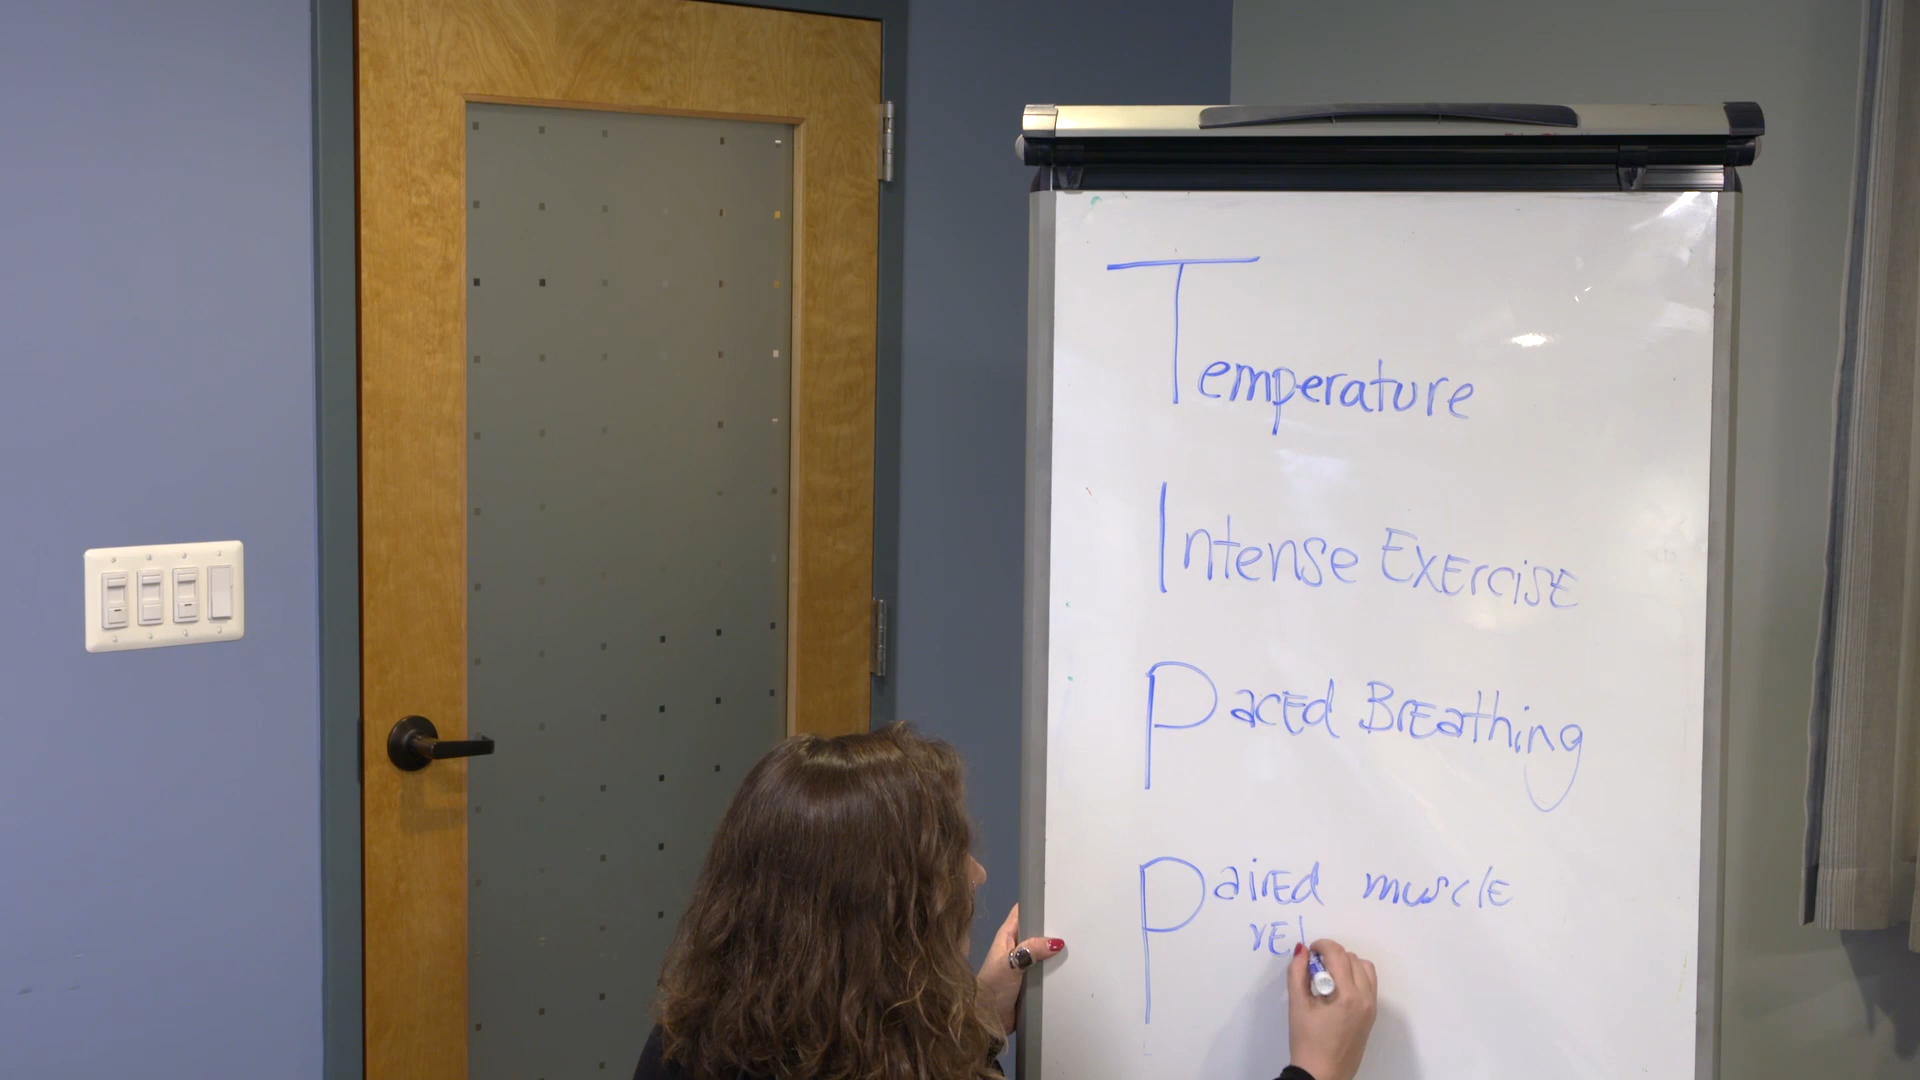 Temperature
Intense Exercise
Paced Breathing
Paired muscle
rel